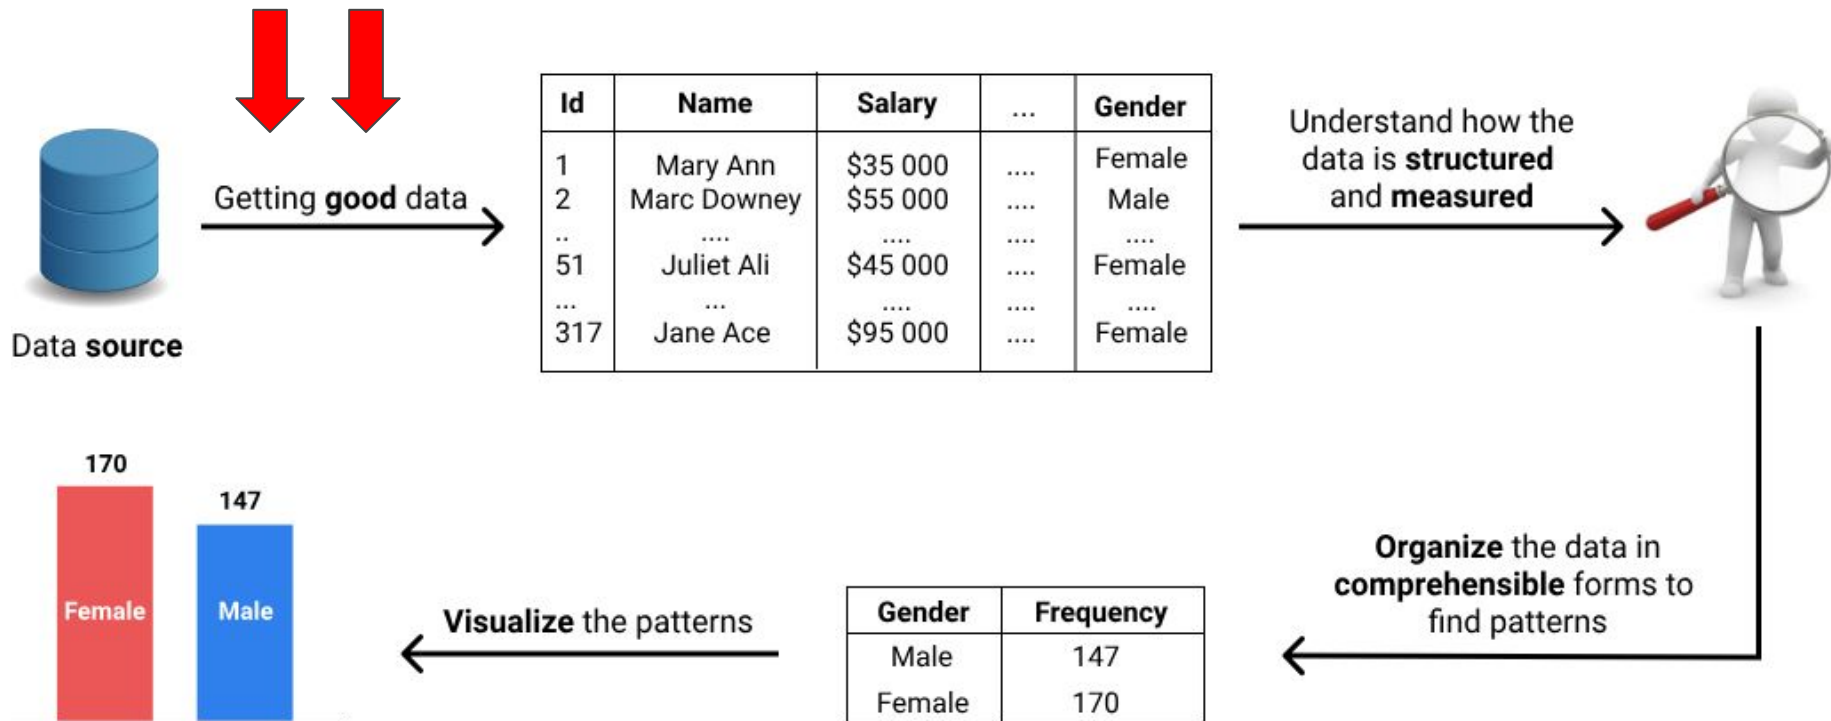 Data source
Getting good data
Id Name Salary ... Gender
1 Mary Ann $35 000 .... Female
2 Marc Downey $55 000 .... Male
.. .... .... .... ....
51 Juliet Ali $45 000 .... Female
... ... .... .... ....
317 Jane Ace $95 000 .... Female
Understand how the
data is structured
and measured
Organize the data in
comprehensible forms to
find patterns
Gender Frequency
Male 147
Female 170
Visualize the patterns
170
147
Female Male